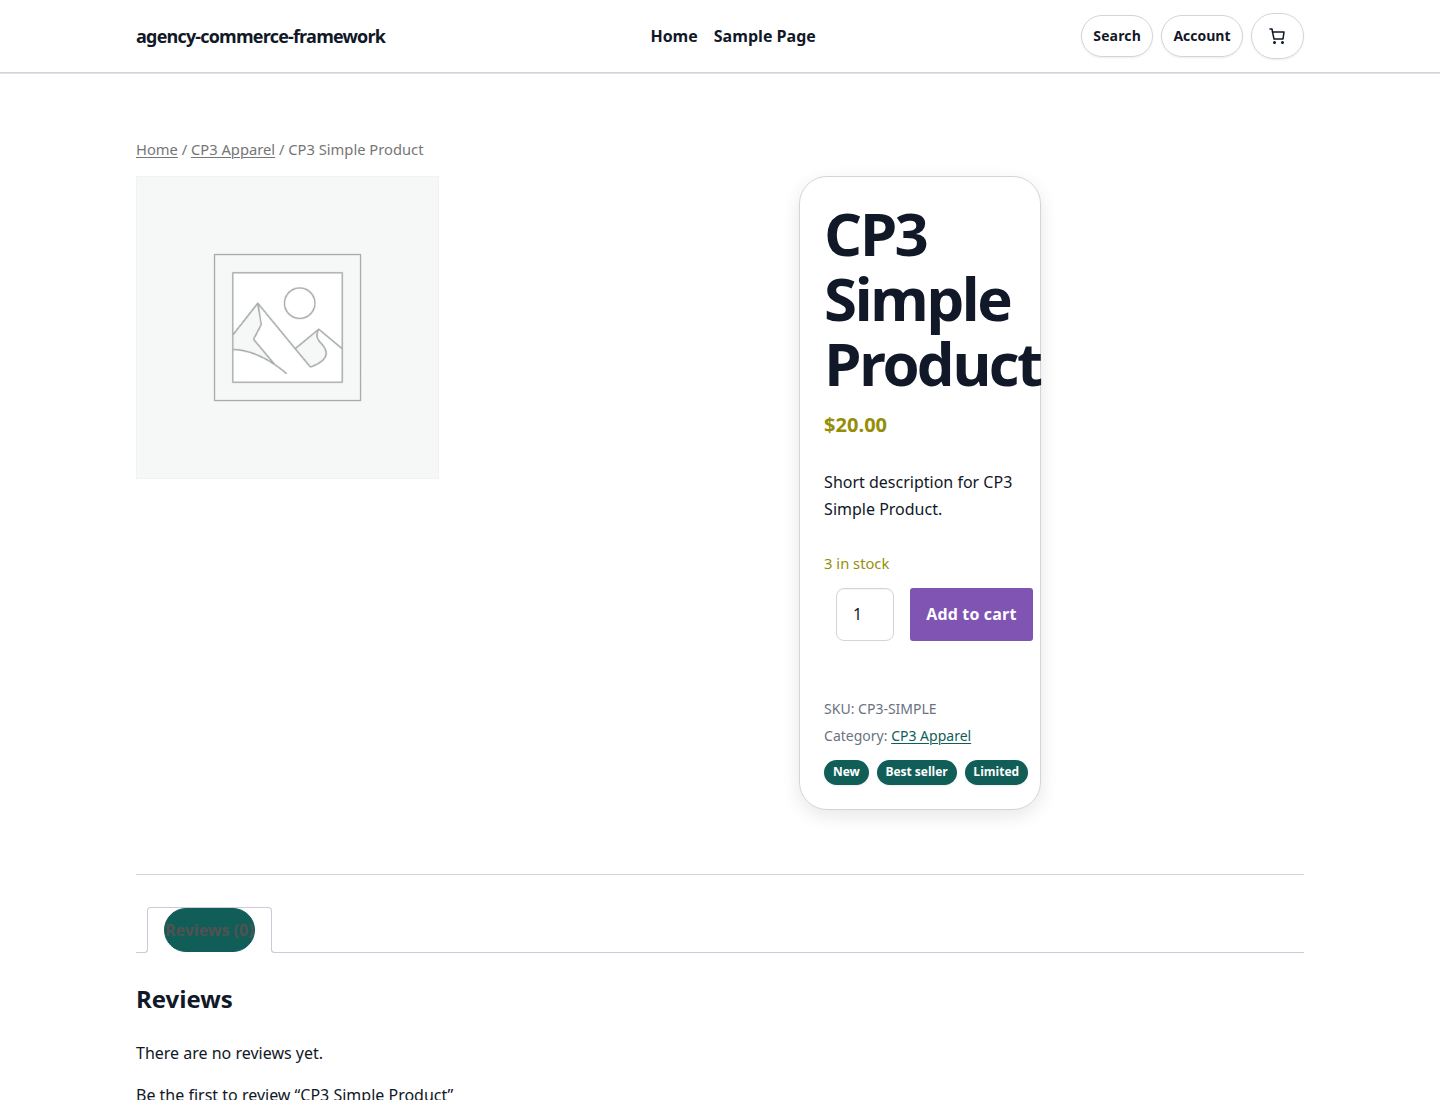 agency-commerce-framework
Home Sample Page
Search Account
Home / CP3 Apparel / CP3 Simple Product
CP3
Simple
Product
$20.00
Short description for CP3
Simple Product.
3 in stock
1 Add to cart
SKU: CP3-SIMPLE
Category: CP3 Apparel
New Best seller Limited
Reviews (0)
Reviews
There are no reviews yet.
Be the first to review “CP3 Simple Product”